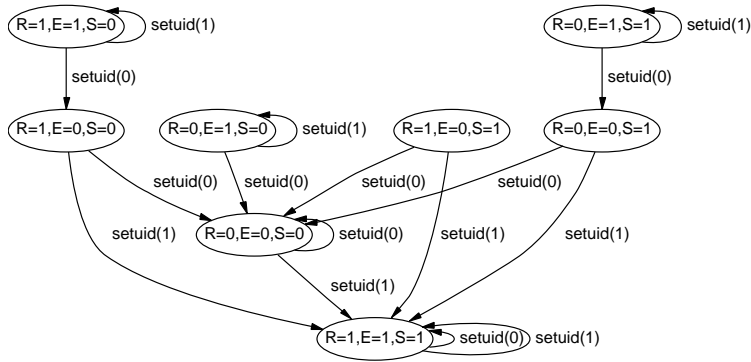 R=1,E=1,S=0
setuid(1)
R=0,E=1,S=1
setuid(1)
setuid(0)
setuid(0)
R=1,E=0,S=0
R=0,E=1,S=0
setuid(1)
R=1,E=0,S=1
R=0,E=0,S=1
setuid(0)
setuid(0)
setuid(0)
setuid(0)
setuid(1)
R=0,E=0,S=0
setuid(0)
setuid(1)
setuid(1)
setuid(1)
R=1,E=1,S=1
setuid(0)
setuid(1)